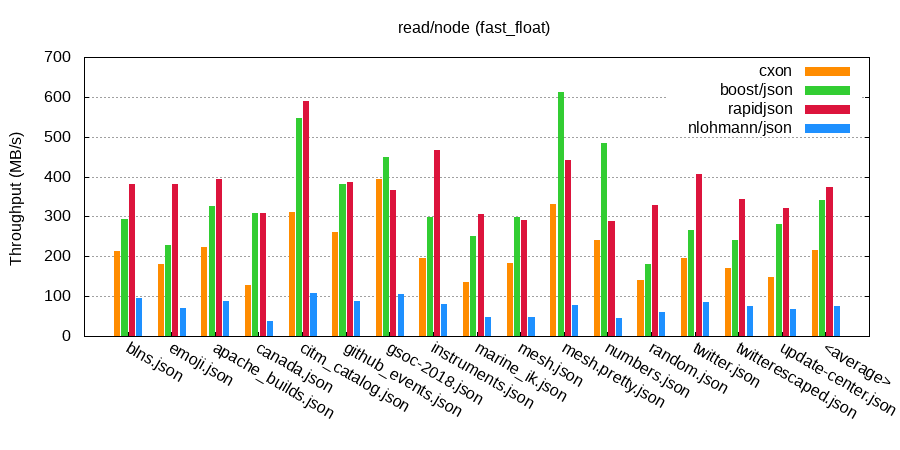 read/node (fast_float)
Throughput (MB/s)
700
600
500
400
300
200
100
0
cxon
boost/json
rapidjson
nlohmann/json
blns.json
emoji.json
apache_builds.json
canada.json
citm_catalog.json
github_events.json
gsoc-2018.json
instruments.json
marine_ik.json
mesh.json
mesh.pretty.json
numbers.json
random.json
twitter.json
twitterescaped.json
update-center.json
<average>